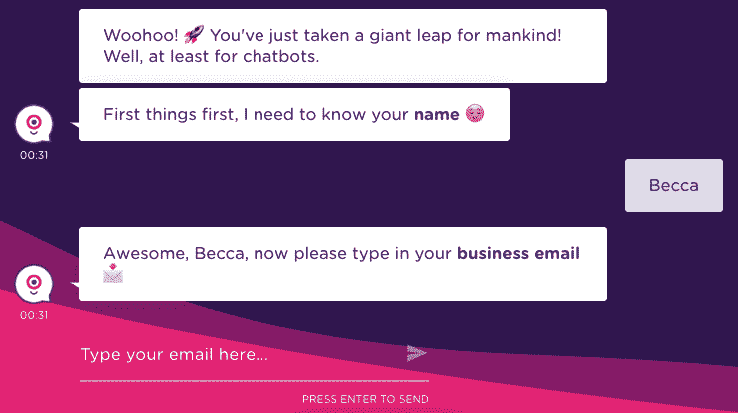 Woohoo! 🚀 You've just taken a giant leap for mankind!
Well, at least for chatbots.
First things first, I need to know your name 😊
00:31
Becca
Awesome, Becca, now please type in your business email
📩
00:31
Type your email here...
PRESS ENTER TO SEND